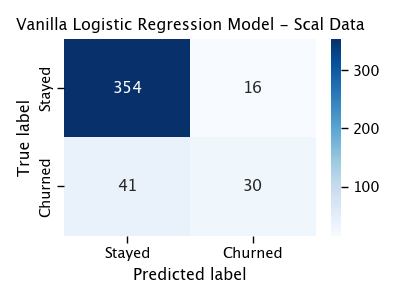 Vanilla Logistic Regression Model - Scal Data
True label
Stayed
354
16
Churned
41
30
Stayed
Churned
Predicted label
300
200
100